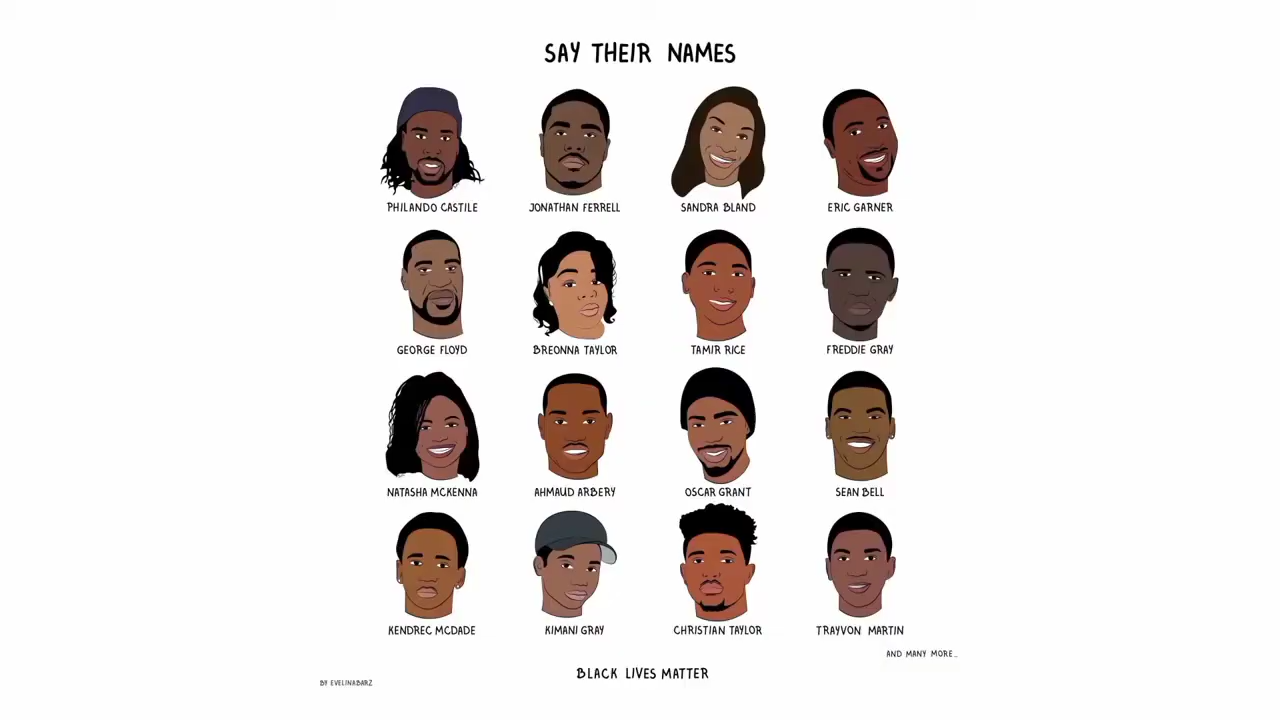 SAY THEIR NAMES
PHILANDO CASTILE JONATHAN FERRELL SANDRA BLAND ERIC GARNER
GEORGE FLOYD BREONNA TAYLOR TAMIR RICE FREDDIE GRAY
NATASHA MCKENNA AHMAUD ARBERY OSCAR GRANT SEAN BELL
KENDREC MCDADE KIMANI GRAY CHRISTIAN TAYLOR TRAYVON MARTIN
AND MANY MORE...
BLACK LIVES MATTER
BY EVELINABARZ